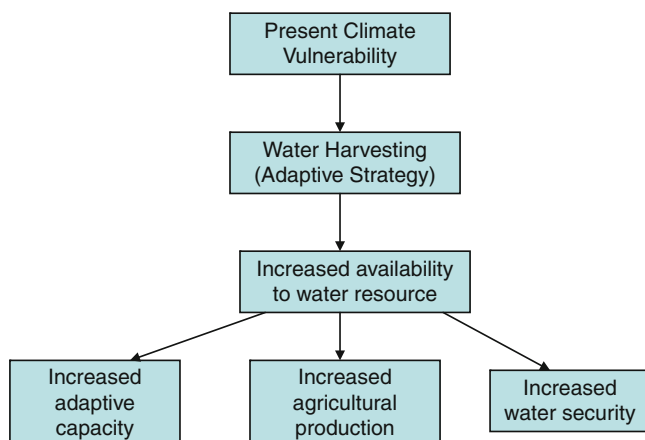 Present Climate
Vulnerability
Water Harvesting
(Adaptive Strategy)
Increased availability
to water resource
Increased
adaptive
capacity
Increased
agricultural
production
Increased
water security